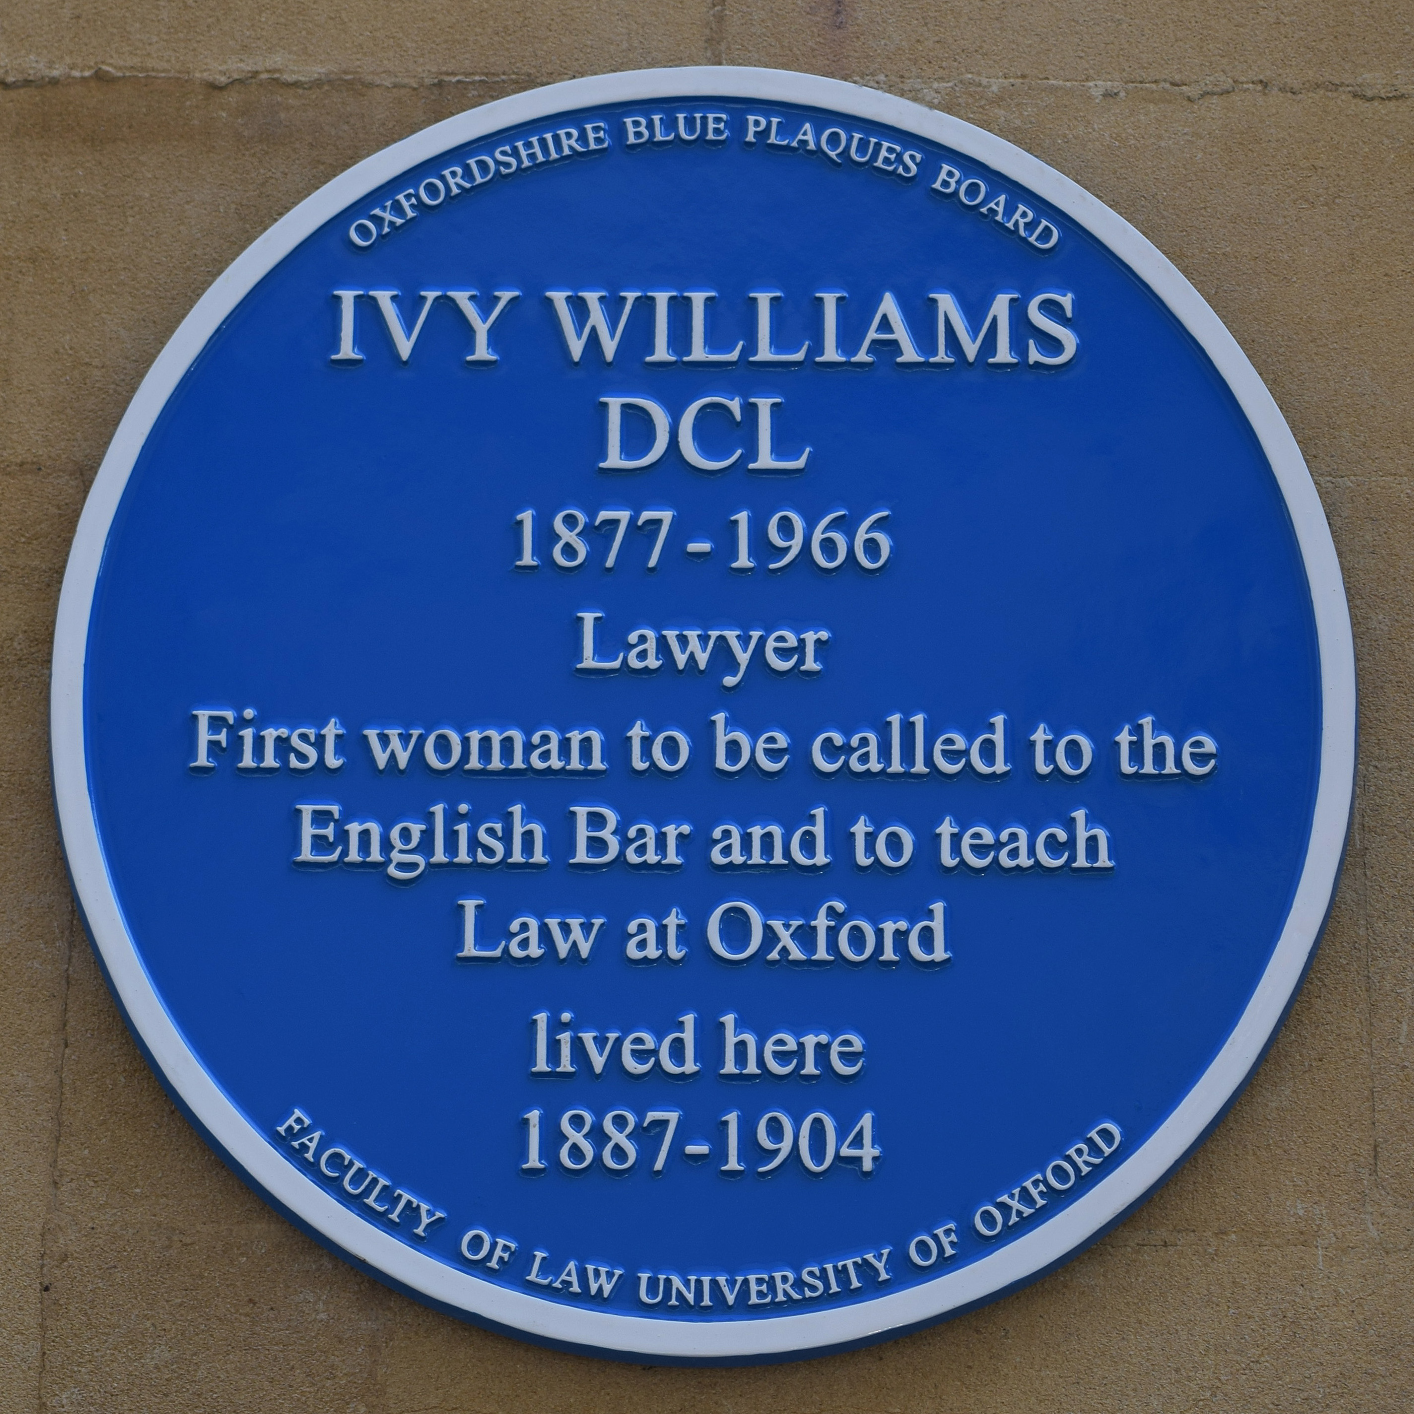 OXFORDSHIRE BLUE PLAQUES BOARD
IVY WILLIAMS
DCL
1877-1966
Lawyer
First woman to be called to the
English Bar and to teach
Law at Oxford
lived here
1887-1904
FACULTY OF LAW UNIVERSITY OF OXFORD